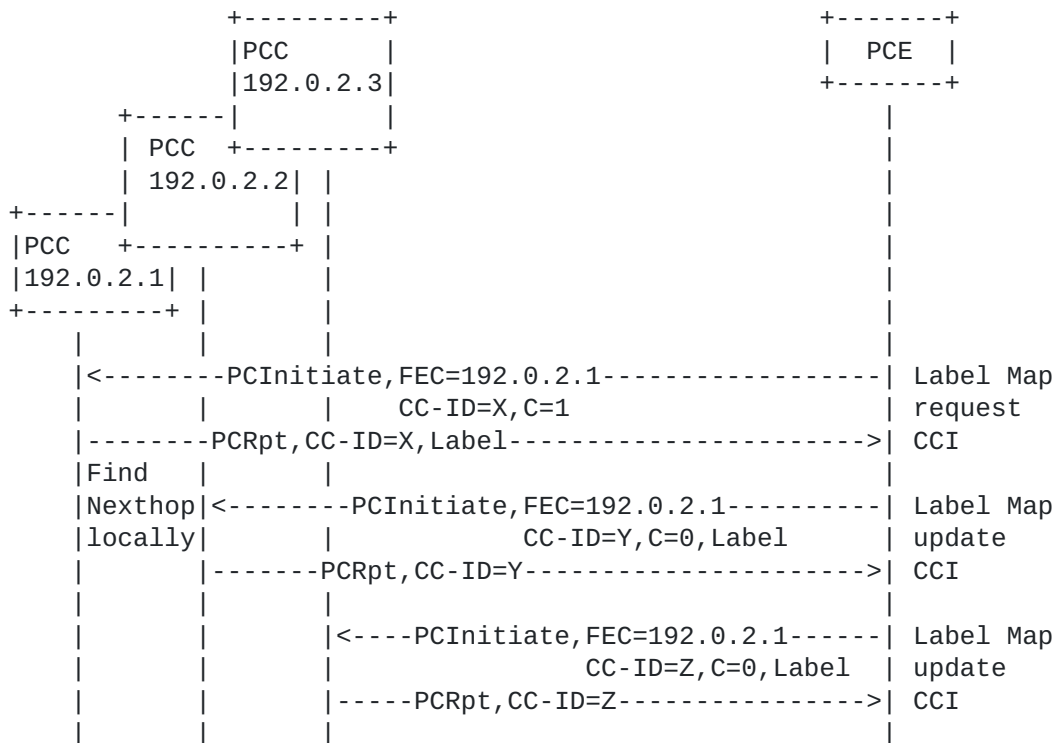 PCC
PCE
192.0.2.3
PCC
192.0.2.2
PCC
192.0.2.1
PCInitiate,FEC=192.0.2.1 Label Map
CC-ID=X,C=1 request
PCRpt,CC-ID=X,Label CCI
Find
Nexthop PCInitiate,FEC=192.0.2.1 Label Map
locally CC-ID=Y,C=0,Label update
PCRpt,CC-ID=Y CCI
PCInitiate,FEC=192.0.2.1 Label Map
CC-ID=Z,C=0,Label update
PCRpt,CC-ID=Z CCI